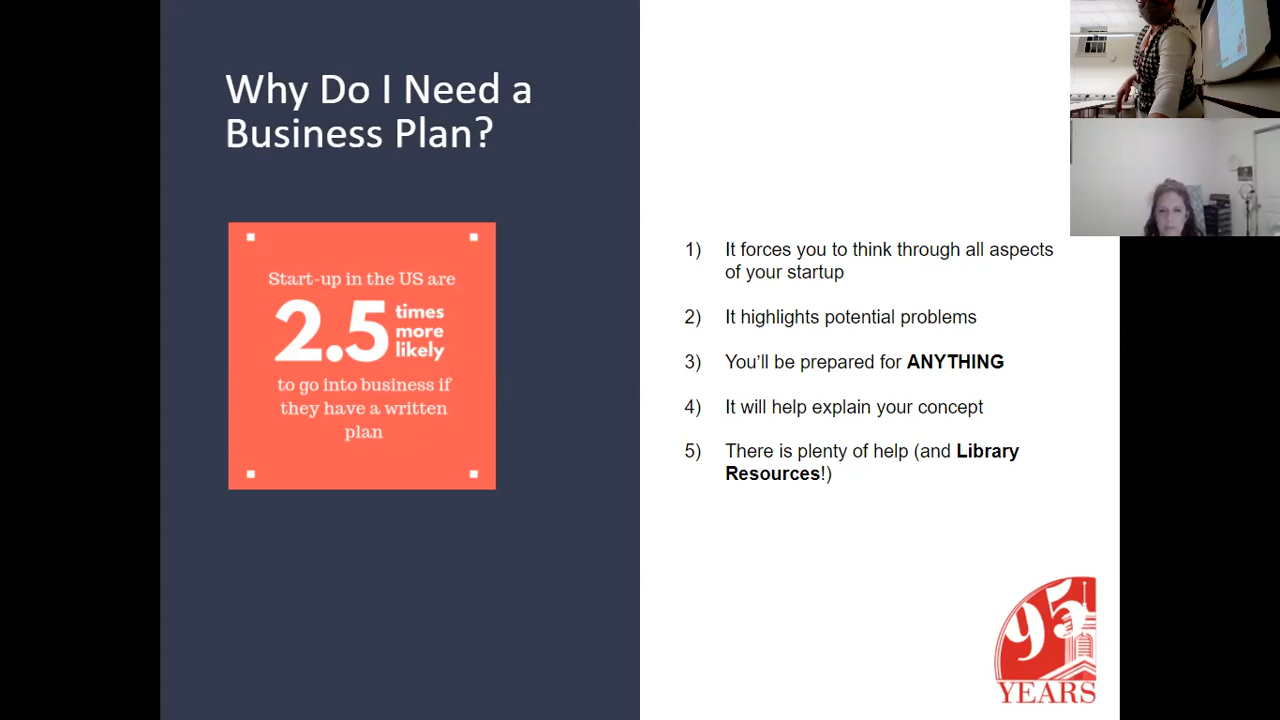 Why Do I Need a
Business Plan?
Start-up in the US are
2.5 times
more
likely
to go into business if
they have a written
plan
1) It forces you to think through all aspects
of your startup
2) It highlights potential problems
3) You’ll be prepared for ANYTHING
4) It will help explain your concept
5) There is plenty of help (and Library
Resources!)
95
YEARS